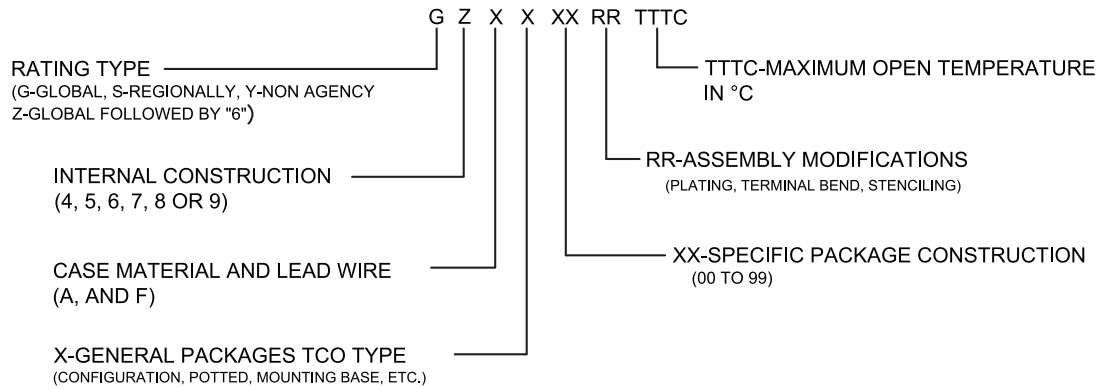 G Z X X XX RR TTTC
RATING TYPE
(G-GLOBAL, S-REGIONALLY, Y-NON AGENCY
Z-GLOBAL FOLLOWED BY "6")
TTTC-MAXIMUM OPEN TEMPERATURE
IN °C
INTERNAL CONSTRUCTION
(4, 5, 6, 7, 8 OR 9)
RR-ASSEMBLY MODIFICATIONS
(PLATING, TERMINAL BEND, STENCILING)
CASE MATERIAL AND LEAD WIRE
(A, AND F)
XX-SPECIFIC PACKAGE CONSTRUCTION
(00 TO 99)
X-GENERAL PACKAGES TCO TYPE
(CONFIGURATION, POTTED, MOUNTING BASE, ETC.)